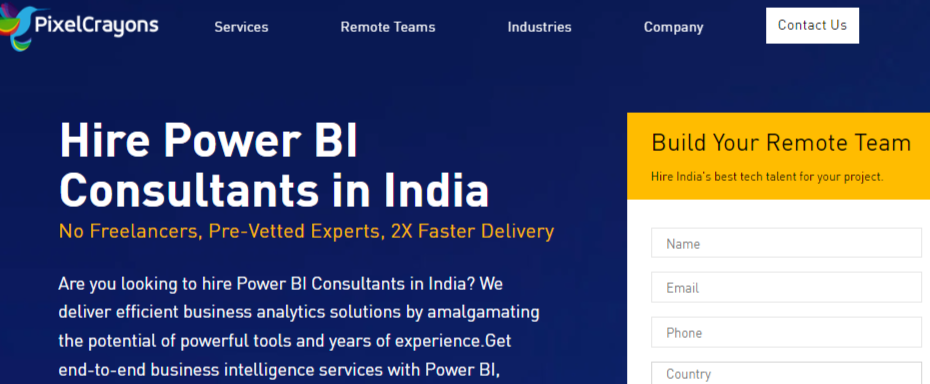 PixelCrayons
Services
Remote Teams
Industries
Company
Contact Us
Hire Power BI
Consultants in India
No Freelancers, Pre-Vetted Experts, 2X Faster Delivery
Are you looking to hire Power BI Consultants in India? We
deliver efficient business analytics solutions by amalgamating
the potential of powerful tools and years of experience.Get
end-to-end business intelligence services with Power BI,
Build Your Remote Team
Hire India's best tech talent for your project.
Name
Email
Phone
Country